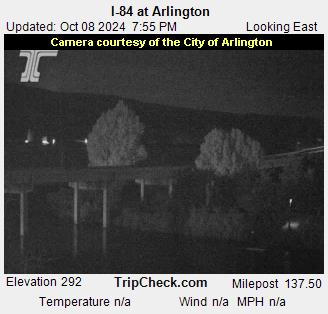 I-84 at Arlington
Updated: Oct 08 2024 7:55 PM Looking East
Camera courtesy of the City of Arlington
Elevation 292 TripCheck.com Milepost 137.50
Temperature n/a Wind n/a MPH n/a